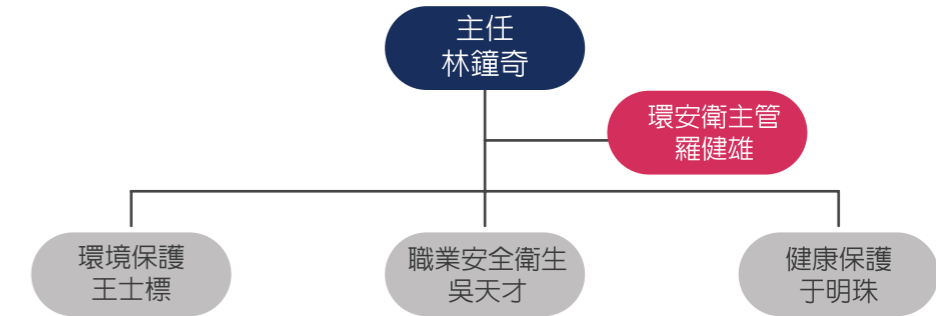 主任
林鐘奇
環安衛主管
羅健雄
環境保護
王士標
職業安全衛生
吳天才
健康保護
于明珠